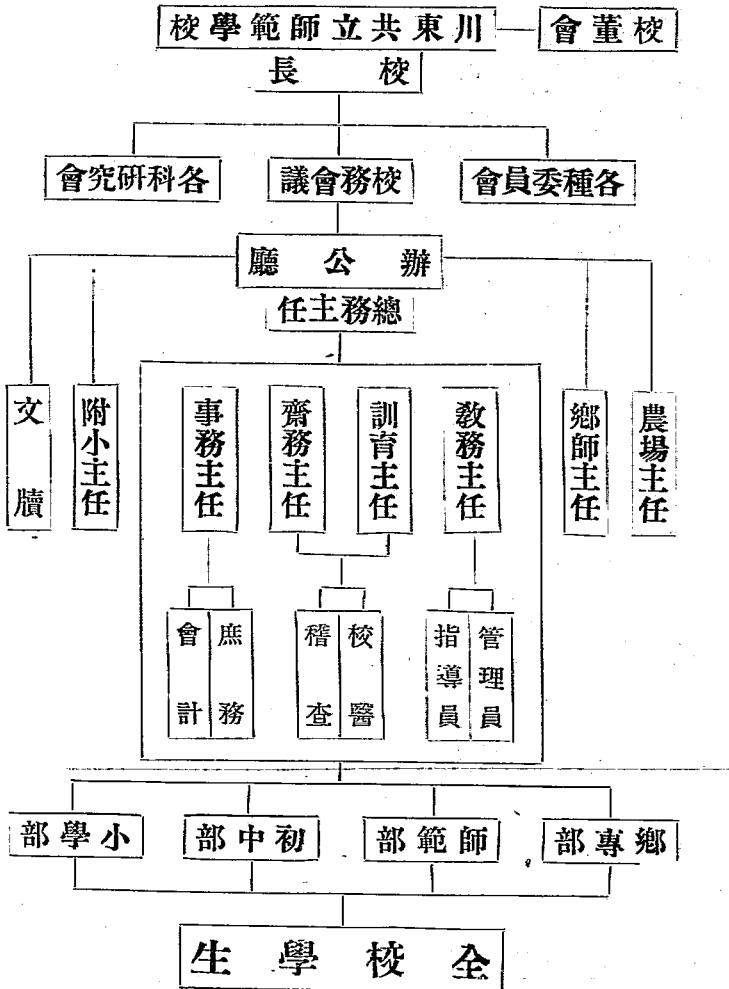 川東共立師範學校
校董會
校長
各種委員會
校務會議
各科研究會
辦公廳
總務主任
農場主任
鄉師主任
教務主任
訓育主任
齋務主任
事務主任
附小主任
文牘
管理員
指導員
校醫
稽查
庶務
會計
鄉專部
師範部
初中部
小學部
全校學生